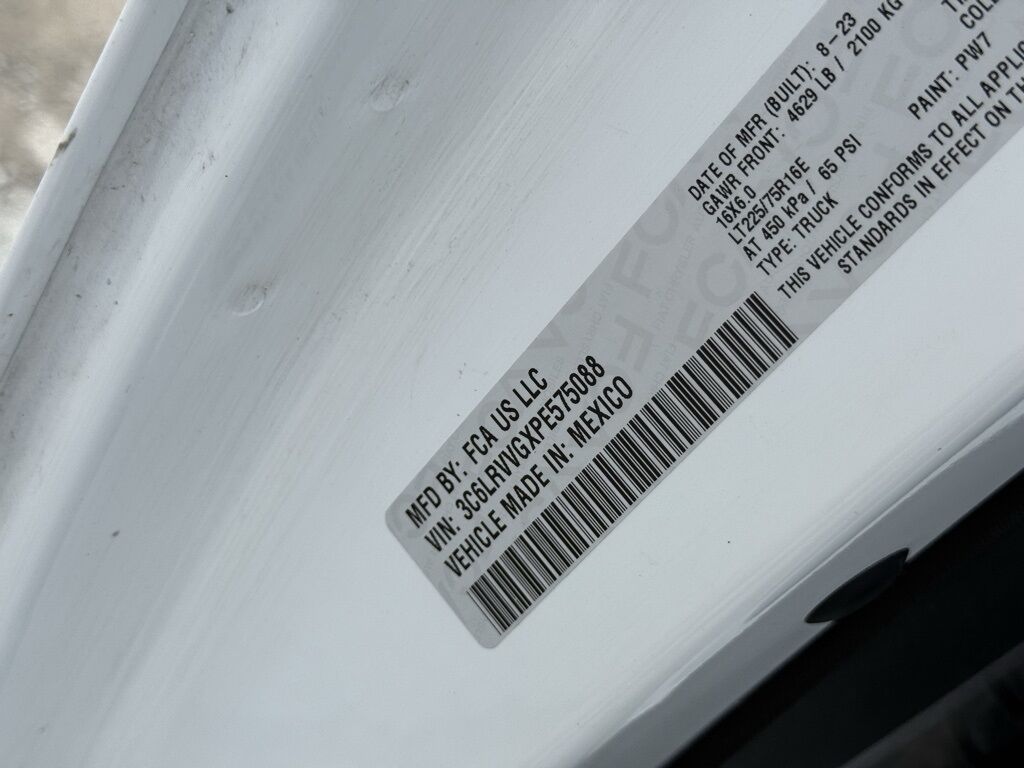 MFD BY: FCA US LLC
VIN: 3C6LRVVGXPE575088
VEHICLE MADE IN: MEXICO
DATE OF MFR (BUILT): 8-23
GAWR FRONT: 4629 LB / 2100 KG
16X6.0
LT225/75R16E
AT 450 kPa / 65 PSI
TYPE: TRUCK
PAINT: PW7
THIS VEHICLE CONFORMS TO ALL
STANDARDS IN EFFECT ON